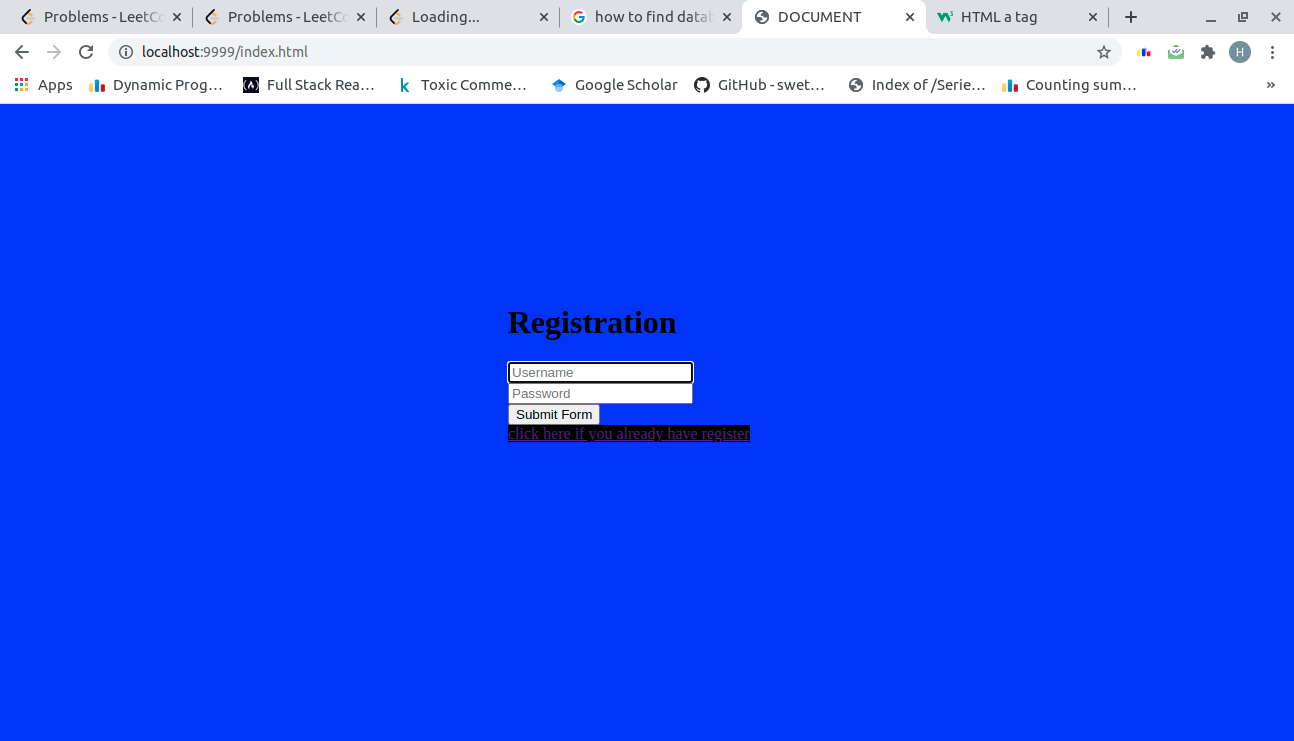 Problems - LeetCo Problems - LeetCo Loading... how to find datab DOCUMENT HTML a tag
localhost:9999/index.html H
Apps Dynamic Prog... Full Stack Rea... Toxic Comme... Google Scholar GitHub - swet... Index of /Serie... Counting sum... »
Registration
Username
Password
Submit Form
click here if you already have register